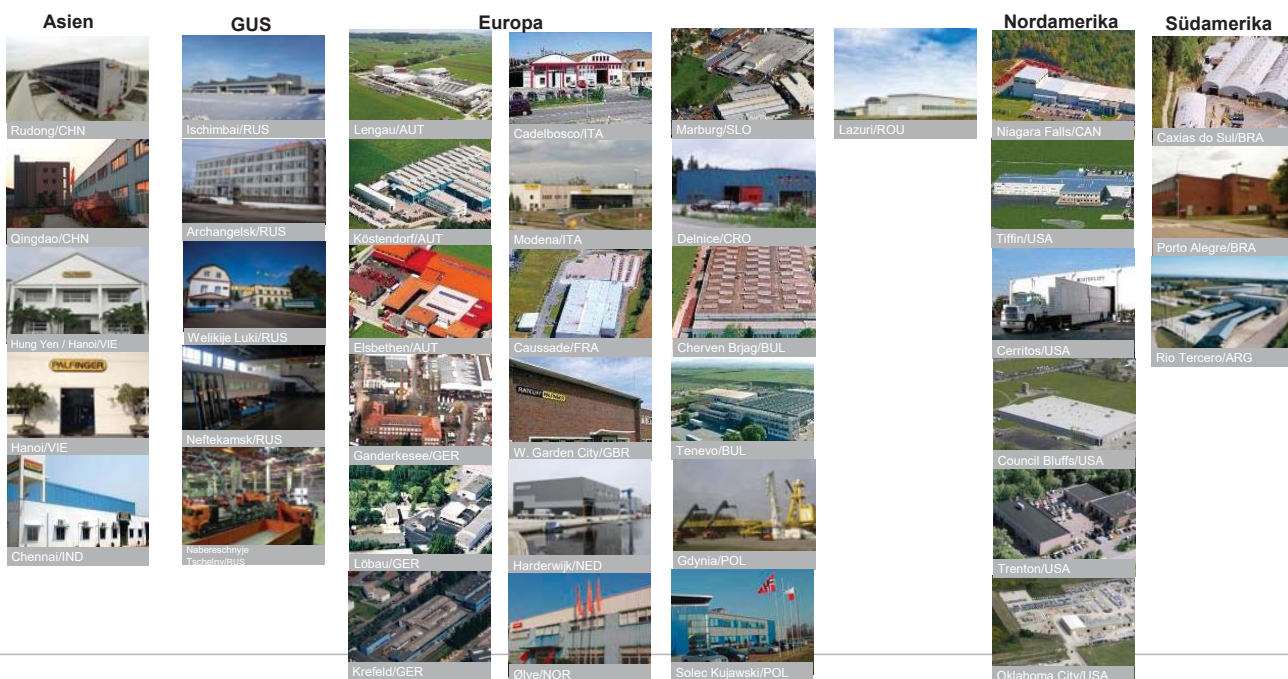 Asien
GUS
Europa
Nordamerika
Südamerika
Rudong/CHN
Ischimbai/RUS
Lengau/AUT
Cadelbosco/ITA
Marburg/SLO
Lazuri/ROU
Niagara Falls/CAN
Caxias do Sul/BRA
Qingdao/CHN
Archangelsk/RUS
Köstendorf/AUT
Modena/ITA
Delnice/CRO
Tiffin/USA
Porto Alegre/BRA
PALFINGER
Hung Yen / Hanoi/VIE
Welikije Luki/RUS
Elsbethen/AUT
Caussade/FRA
Cherven Brjag/BUL
Cerritos/USA
Rio Tercero/ARG
PALFINGER
Hanoi/VIE
Neftekamsk/RUS
Ganderkesee/GER
W. Garden City/GBR
Tenevo/BUL
Council Bluffs/USA
Chennai/IND
Nabereschnyje
Tschelny/RUS
Löbau/GER
Harderwijk/NED
Gdynia/POL
Trenton/USA
Krefeld/GER
Ølve/NOR
Solec Kujawski/POL
Oklahoma City/USA